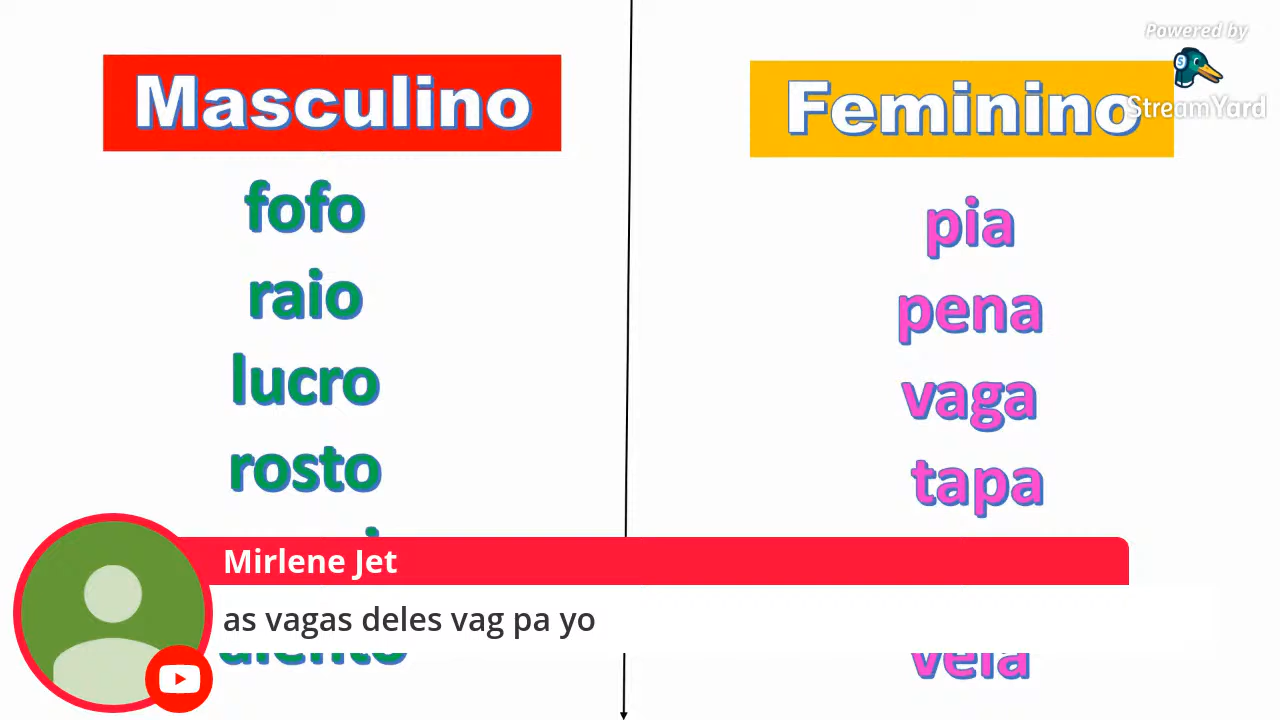 Powered by
StreamYard
Masculino
Feminino
fofo
raio
lucro
rosto
pia
pena
vaga
tapa
Mirlene Jet
as vagas deles vag pa yo